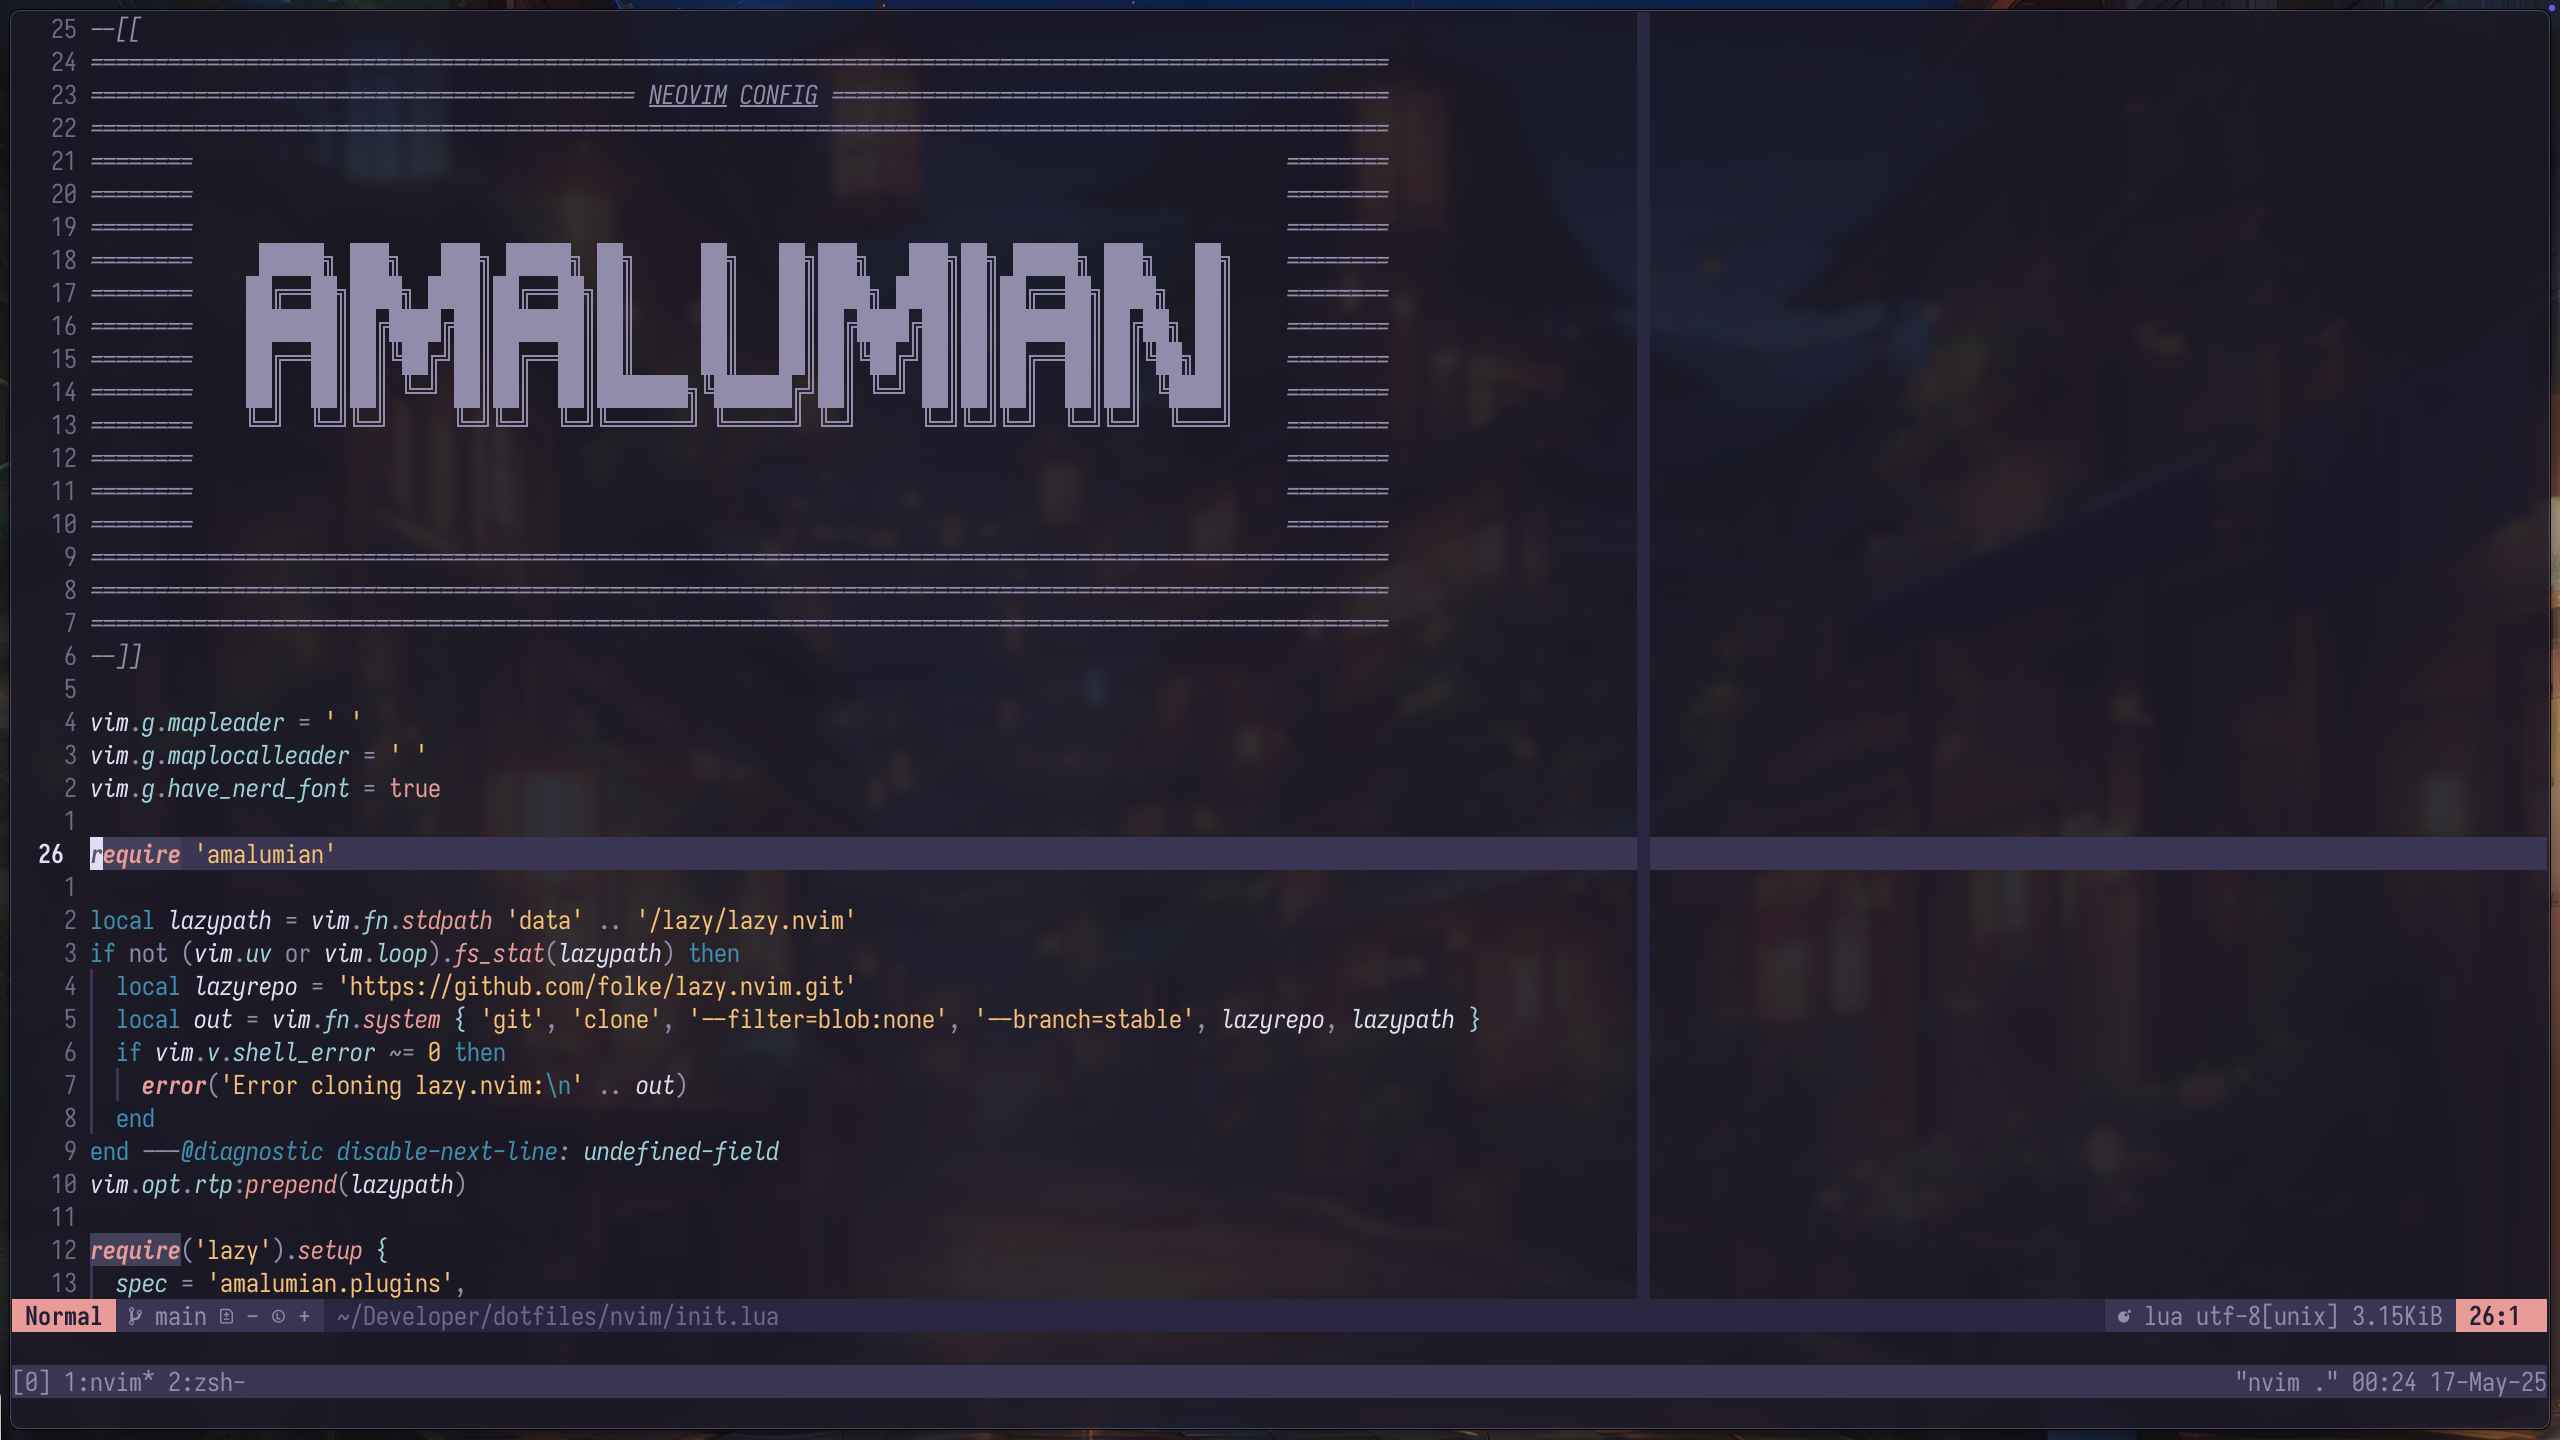 25 --[[
24 ====================================================================================================
23 ============================================ NEOVIM CONFIG ===========================================
22 ====================================================================================================
21 ======== ========
20 ======== ========
19 ======== ========
18 ======== ========
17 ======== ========
16 ======== AMALUMIAN ========
15 ======== ========
14 ======== ========
13 ======== ========
12 ======== ========
11 ======== ========
10 ======== ========
9 ====================================================================================================
8 ====================================================================================================
7 ====================================================================================================
6 --]]
5
4 vim.g.mapleader = ' '
3 vim.g.maplocalleader = ' '
2 vim.g.have_nerd_font = true
1
26 require 'amalumian'
1
2 local lazypath = vim.fn.stdpath 'data' .. '/lazy/lazy.nvim'
3 if not (vim.uv or vim.loop).fs_stat(lazypath) then
4 local lazyrepo = 'https://github.com/folke/lazy.nvim.git'
5 local out = vim.fn.system { 'git', 'clone', '--filter=blob:none', '--branch=stable', lazyrepo, lazypath }
6 if vim.v.shell_error ~= 0 then
7 error('Error cloning lazy.nvim:\n' .. out)
8 end
9 end ---@diagnostic disable-next-line: undefined-field
10 vim.opt.rtp:prepend(lazypath)
11
12 require('lazy').setup {
13 spec = 'amalumian.plugins',
Normal main - + ~/Developer/dotfiles/nvim/init.lua lua utf-8[unix] 3.15KiB 26:1
[0] 1:nvim* 2:zsh- "nvim ." 00:24 17-May-25